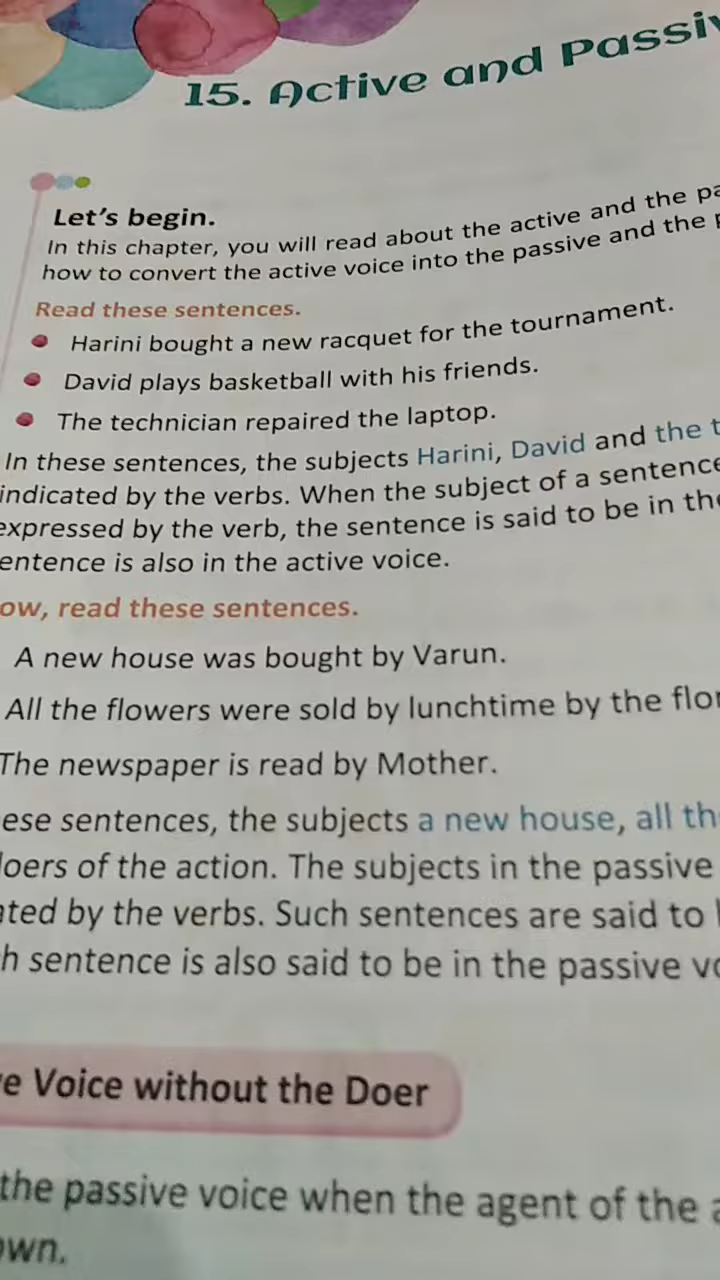 15. Active and Passiv
Let's begin.
In this chapter, you will read about the active and the pa
how to convert the active voice into the passive and the p
Read these sentences.
Harini bought a new racquet for the tournament.
David plays basketball with his friends.
The technician repaired the laptop.
In these sentences, the subjects Harini, David and the t
indicated by the verbs. When the subject of a sentence
expressed by the verb, the sentence is said to be in the
entence is also in the active voice.
ow, read these sentences.
A new house was bought by Varun.
All the flowers were sold by lunchtime by the flor
The newspaper is read by Mother.
ese sentences, the subjects a new house, all th
doers of the action. The subjects in the passive
ated by the verbs. Such sentences are said to b
h sentence is also said to be in the passive vo
ve Voice without the Doer
the passive voice when the agent of the a
own.